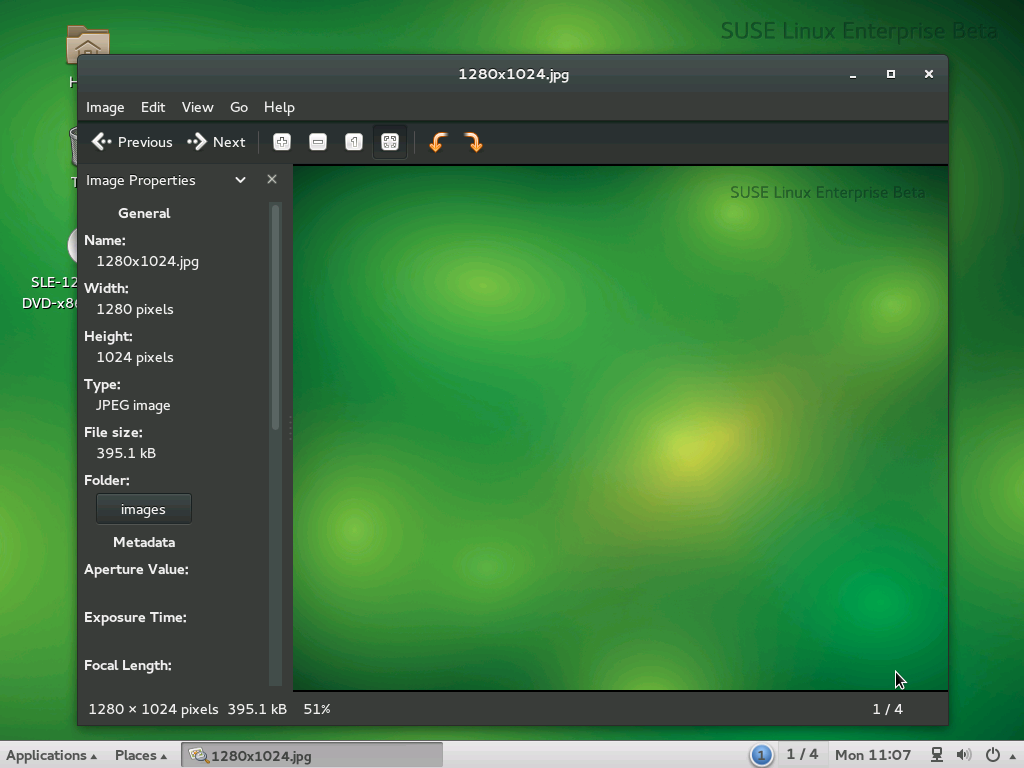 SUSE Linux Enterprise Beta
1280x1024.jpg
Image Edit View Go Help
Previous Next
Image Properties
SUSE Linux Enterprise Beta
General
Name:
1280x1024.jpg
Width:
1280 pixels
Height:
1024 pixels
Type:
JPEG image
File size:
395.1 kB
Folder:
images
Metadata
Aperture Value:
Exposure Time:
Focal Length:
SLE-12
DVD-x86
1280 × 1024 pixels 395.1 kB 51%
1 / 4
Applications Places 1280x1024.jpg 1 1 / 4 Mon 11:07